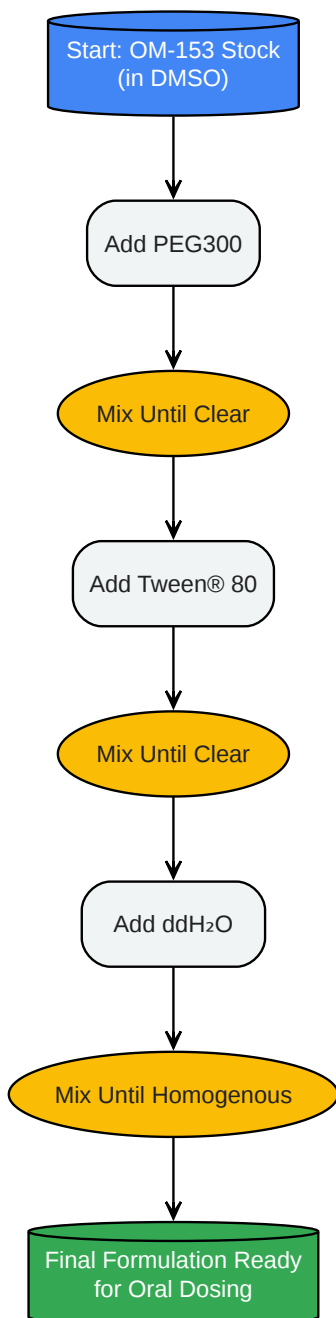 Start: OM-153 Stock
(in DMSO)
Add PEG300
Mix Until Clear
Add Tween® 80
Mix Until Clear
Add ddH₂O
Mix Until Homogenous
Final Formulation Ready
for Oral Dosing